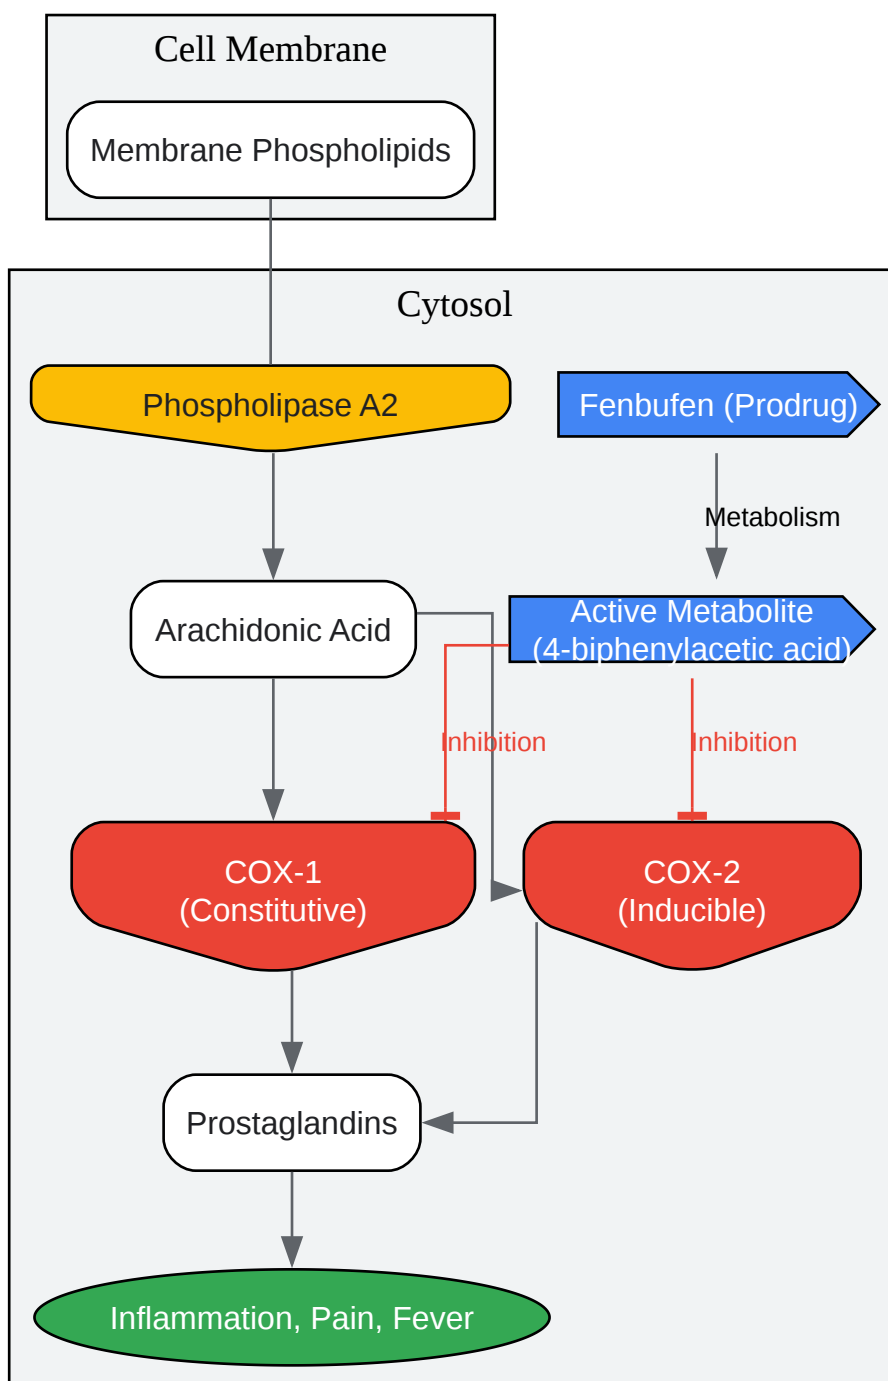 Cell Membrane
Membrane Phospholipids
Cytosol
Phospholipase A2
Fenbufen (Prodrug)
Metabolism
Arachidonic Acid
Active Metabolite
(4-biphenylacetic acid)
Inhibition
Inhibition
COX-1
(Constitutive)
COX-2
(Inducible)
Prostaglandins
Inflammation, Pain, Fever